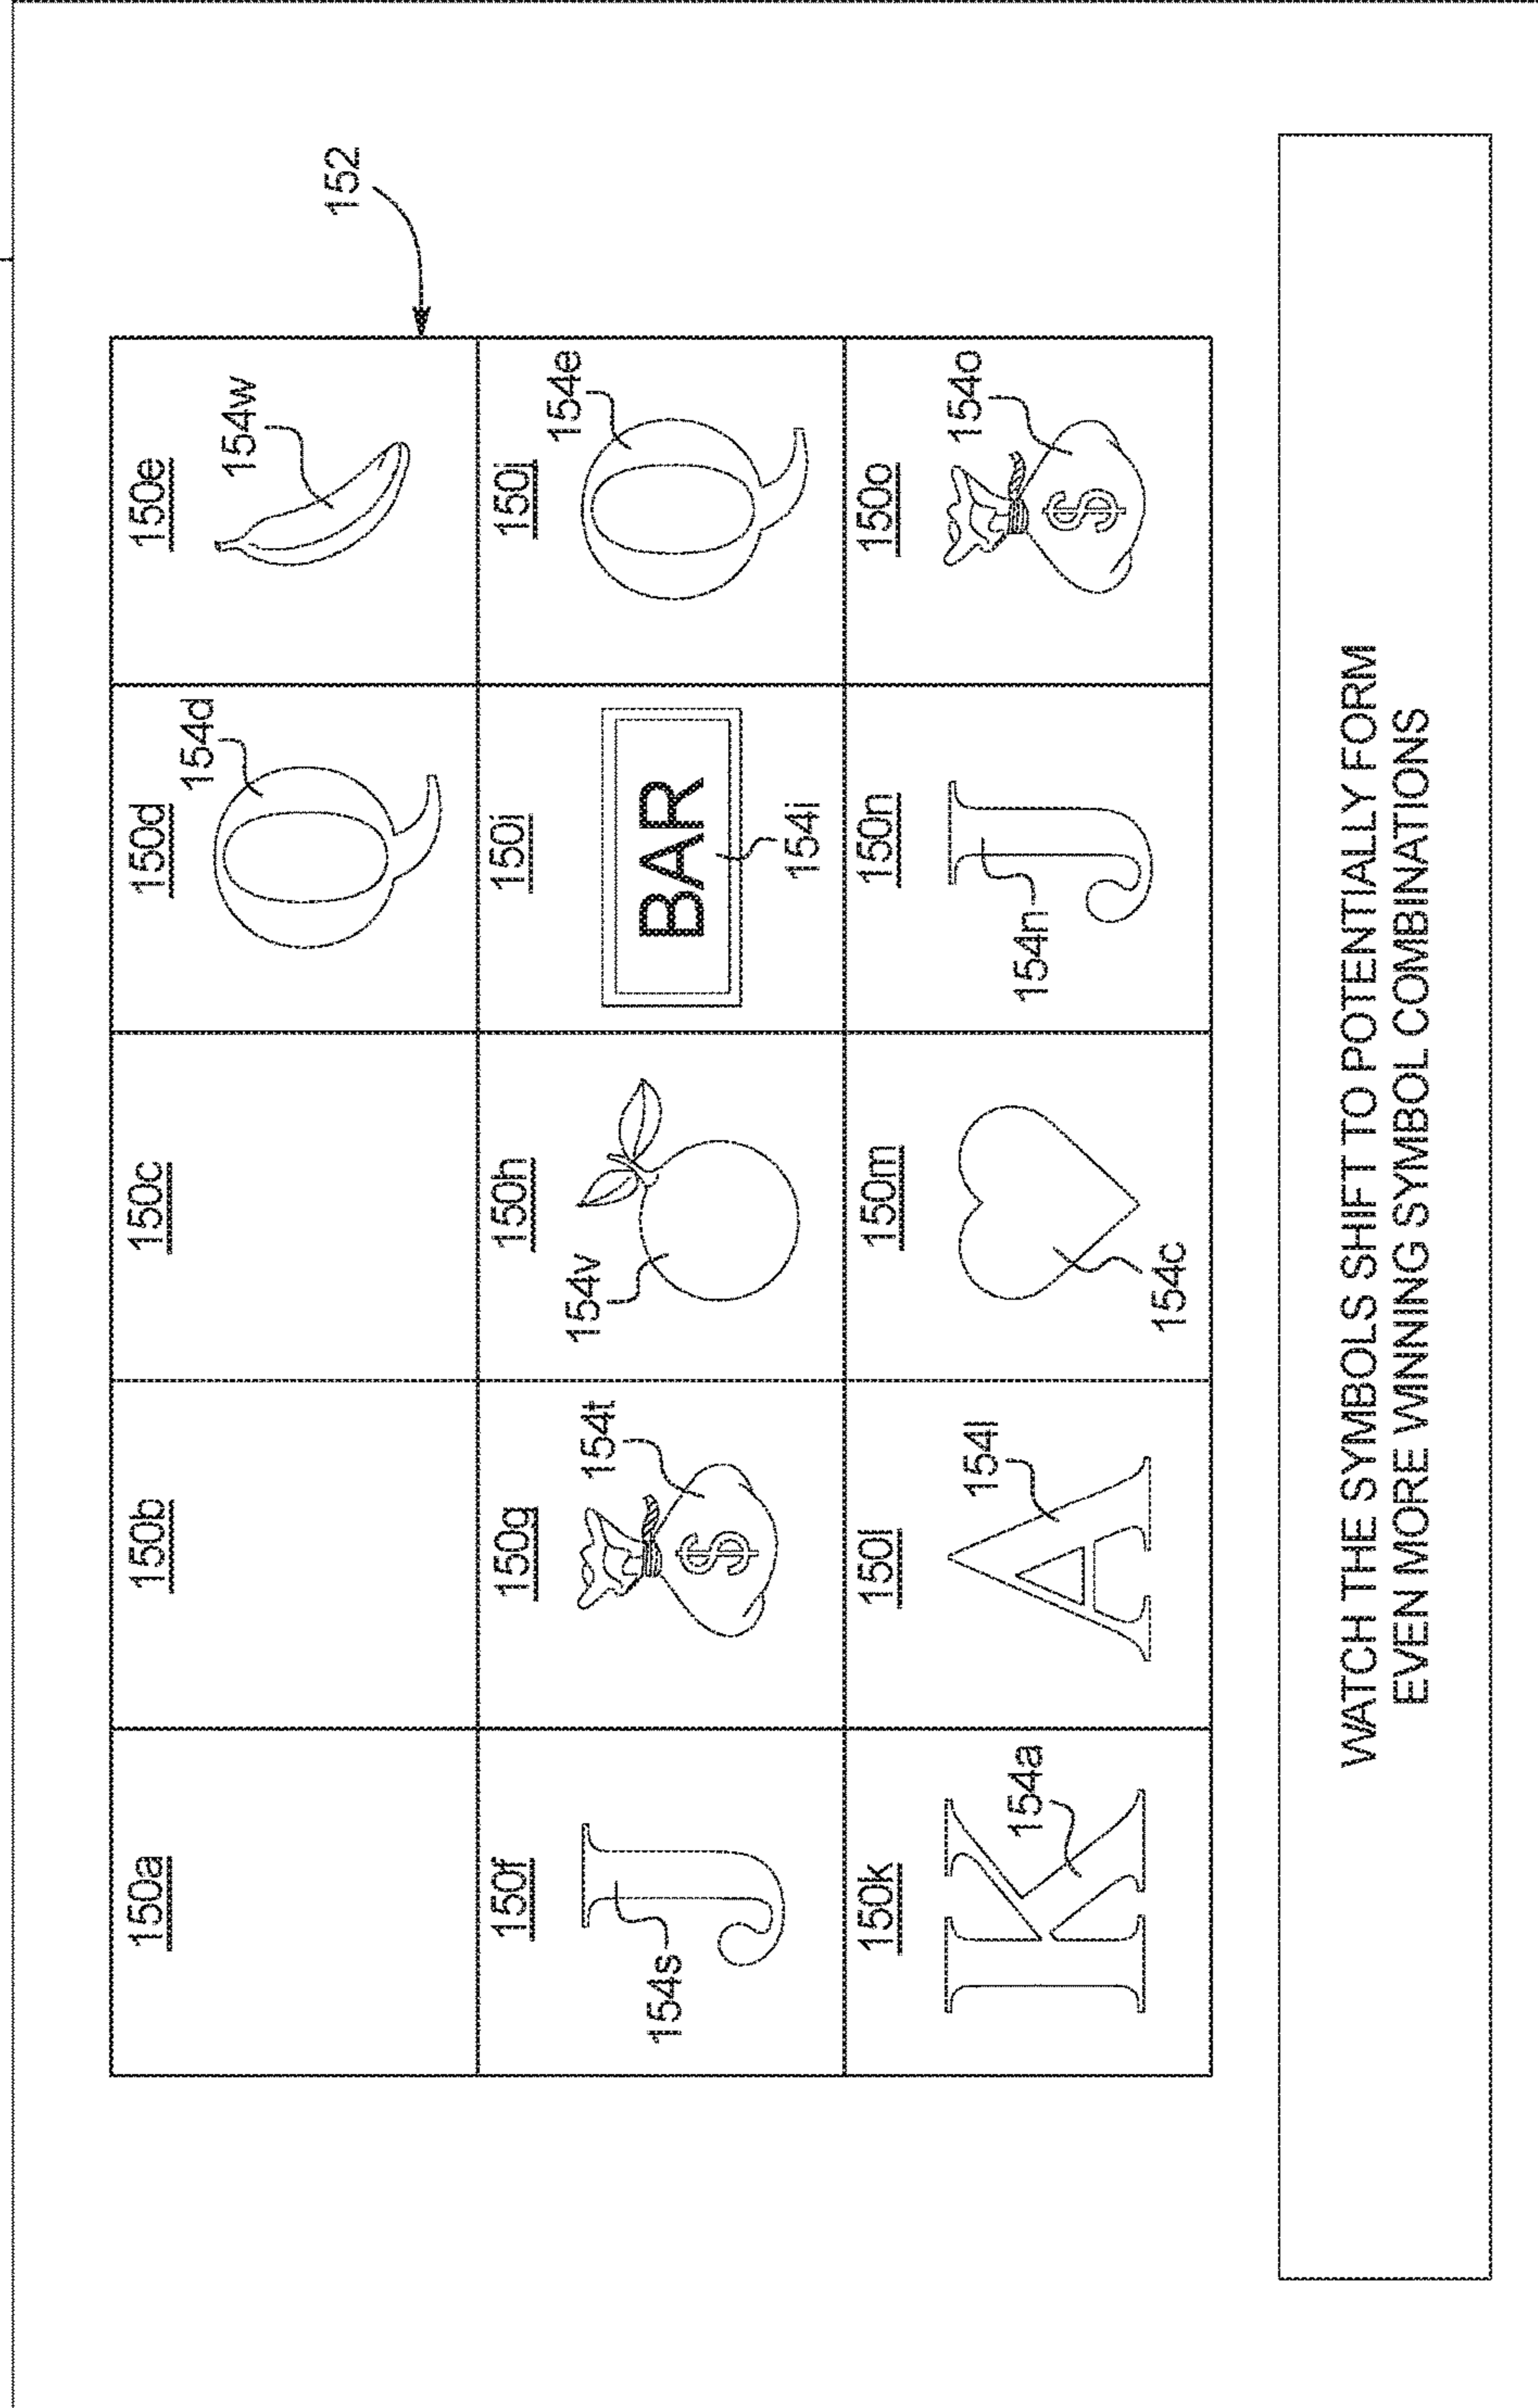 152
150a
150b
150c
150d
154d
150e
154w
150f
154s
150g
154t
$
150h
154v
150i
BAR
154i
150j
154e
150k
154a
K
150l
154l
A
150m
154c
150n
154n
J
150o
154o
$
J
Q
Q
WATCH THE SYMBOLS SHIFT TO POTENTIALLY FORM
EVEN MORE WINNING SYMBOL COMBINATIONS